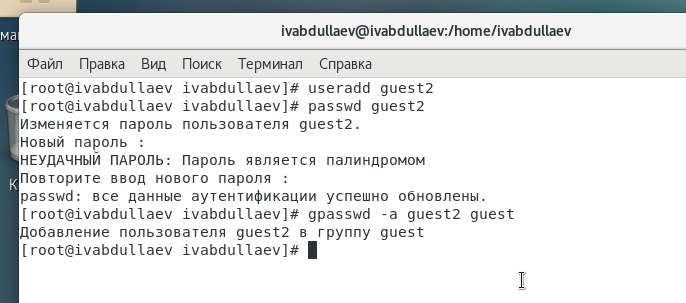 ivabdullaev@ivabdullaev:/home/ivabdullaev
Файл Правка Вид Поиск Терминал Справка
[root@ivabdullaev ivabdullaev]# useradd guest2
[root@ivabdullaev ivabdullaev]# passwd guest2
Изменяется пароль пользователя guest2.
Новый пароль :
НЕУДАЧНЫЙ ПАРОЛЬ: Пароль является палиндромом
Повторите ввод нового пароля :
passwd: все данные аутентификации успешно обновлены.
[root@ivabdullaev ivabdullaev]# gpasswd -a guest2 guest
Добавление пользователя guest2 в группу guest
[root@ivabdullaev ivabdullaev]#